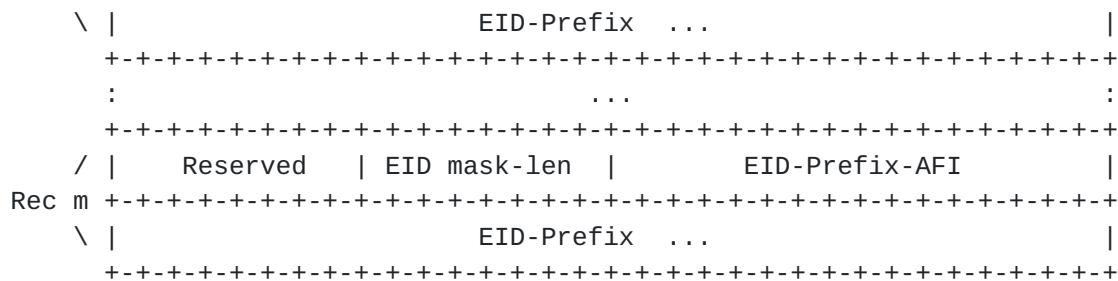 \ |                       EID-Prefix  ...                         |
  +-+-+-+-+-+-+-+-+-+-+-+-+-+-+-+-+-+-+-+-+-+-+-+-+-+-+-+-+-+-+-+-+
  :                              ...                              :
  +-+-+-+-+-+-+-+-+-+-+-+-+-+-+-+-+-+-+-+-+-+-+-+-+-+-+-+-+-+-+-+-+
/ |    Reserved   | EID mask-len  |        EID-Prefix-AFI         |
Rec m +-+-+-+-+-+-+-+-+-+-+-+-+-+-+-+-+-+-+-+-+-+-+-+-+-+-+-+-+-+-+-+-+
\ |                       EID-Prefix  ...                         |
  +-+-+-+-+-+-+-+-+-+-+-+-+-+-+-+-+-+-+-+-+-+-+-+-+-+-+-+-+-+-+-+-+